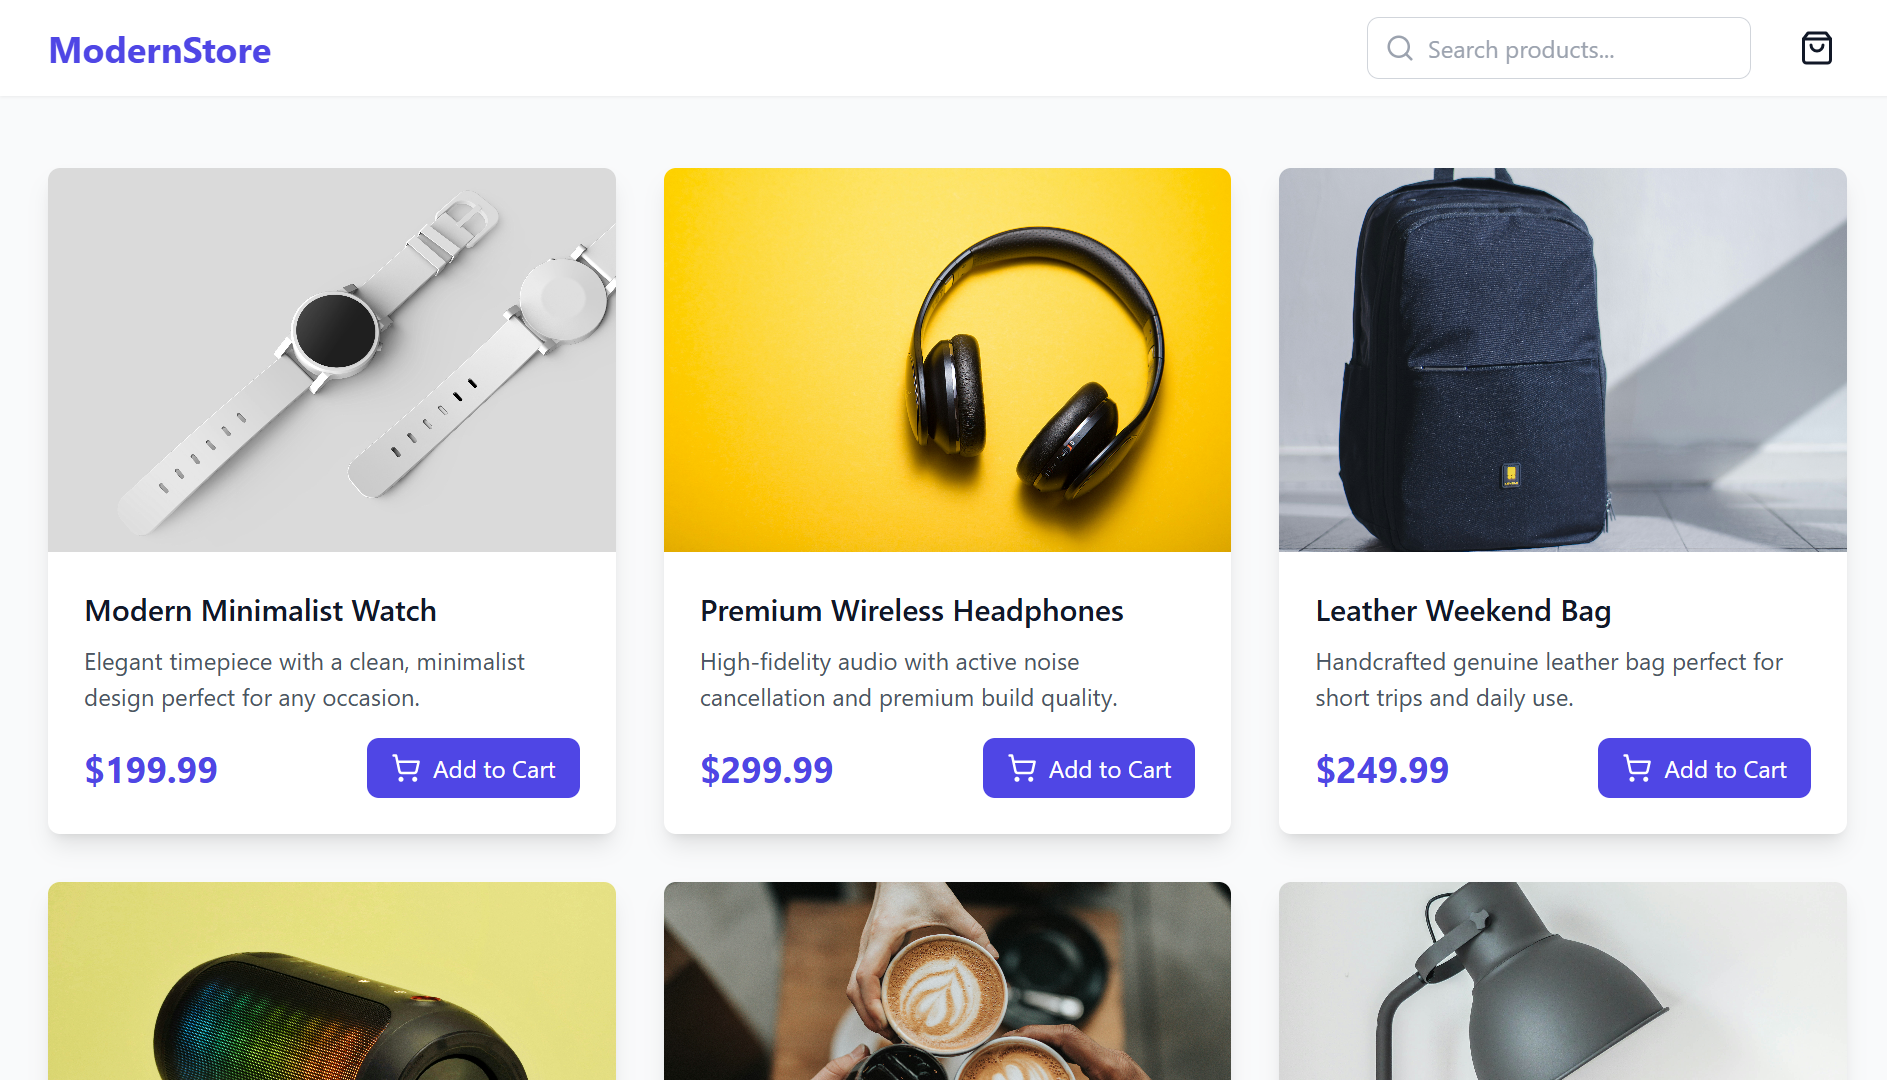 ModernStore
Search products...
Modern Minimalist Watch
Elegant timepiece with a clean, minimalist
design perfect for any occasion.
$199.99
Add to Cart
Premium Wireless Headphones
High-fidelity audio with active noise
cancellation and premium build quality.
$299.99
Add to Cart
Leather Weekend Bag
Handcrafted genuine leather bag perfect for
short trips and daily use.
$249.99
Add to Cart